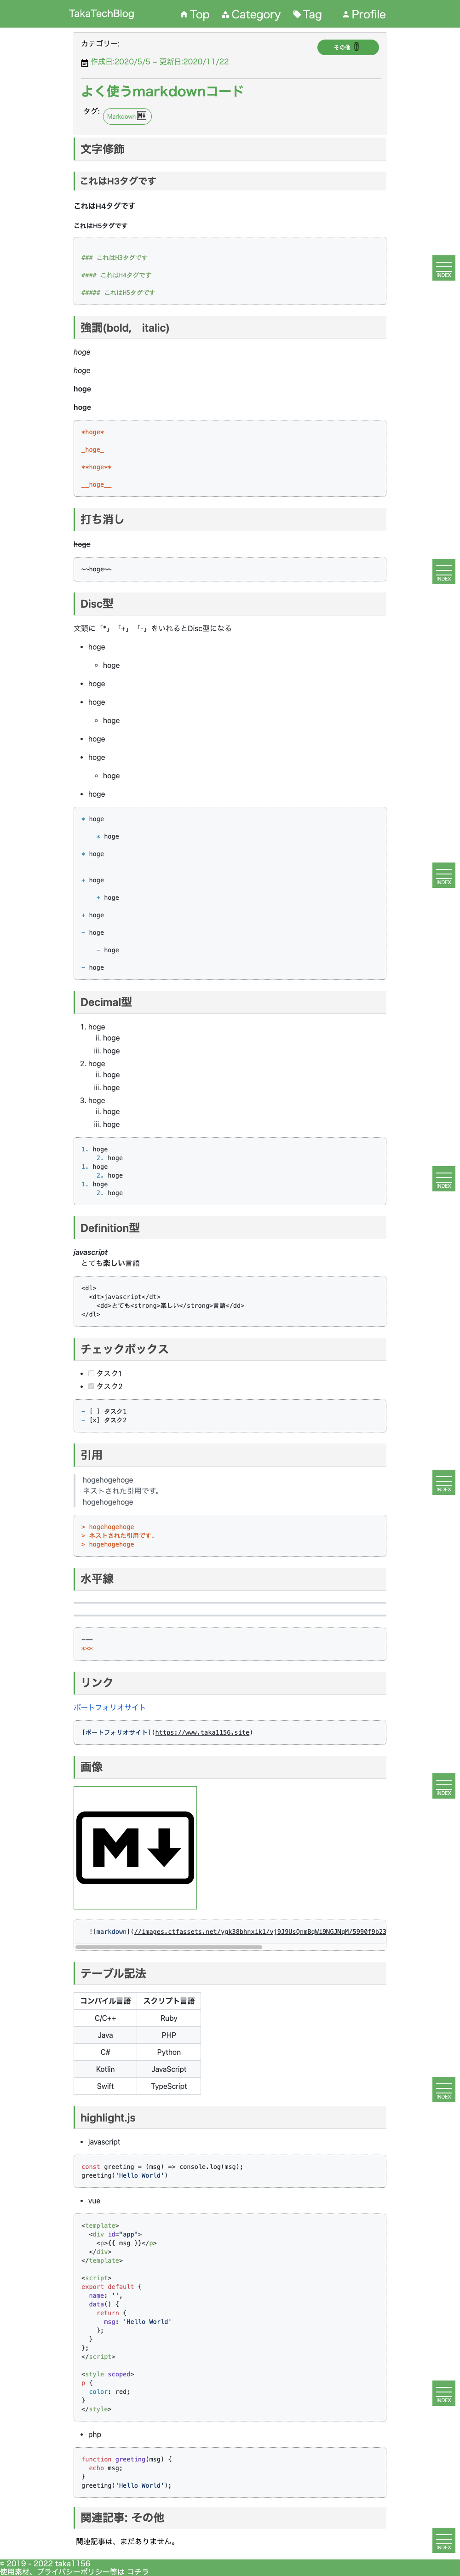 TakaTechBlog Top Category Tag Profile
カテゴリー: その他
作成日:2020/5/5 ~ 更新日:2020/11/22
よく使うmarkdownコード
タグ: Markdown
文字修飾
これはH3タグです
これはH4タグです
これはH5タグです
### これはH3タグです
#### これはH4タグです
##### これはH5タグです
強調(bold, italic)
hoge
hoge
hoge
hoge
*hoge*
_hoge_
**hoge**
__hoge__
打ち消し
hoge
~~hoge~~
Disc型
文頭に「*」「+」「-」をいれるとDisc型になる
• hoge
◦ hoge
• hoge
• hoge
◦ hoge
• hoge
• hoge
◦ hoge
• hoge
* hoge
* hoge
* hoge
+ hoge
+ hoge
+ hoge
- hoge
- hoge
- hoge
Decimal型
1. hoge
ii. hoge
iii. hoge
2. hoge
ii. hoge
iii. hoge
3. hoge
ii. hoge
iii. hoge
1. hoge
2. hoge
1. hoge
2. hoge
1. hoge
2. hoge
Definition型
javascript
とても楽しい言語
<dl>
<dt>javascript</dt>
<dd>とても<strong>楽しい</strong>言語</dd>
</dl>
チェックボックス
• タスク1
• タスク2
- [ ] タスク1
- [x] タスク2
引用
hogehogehoge
ネストされた引用です。
hogehogehoge
> hogehogehoge
> ネストされた引用です。
> hogehogehoge
水平線
---
***
リンク
ポートフォリオサイト
[ポートフォリオサイト](https://www.taka1156.site)
画像
M
![markdown](
テーブル記法
コンパイル言語 スクリプト言語
C/C++ Ruby
Java PHP
C# Python
Kotlin JavaScript
Swift TypeScript
highlight.js
• javascript
const greeting = (msg) => console.log(msg);
greeting('Hello World')
• vue
<template>
<div id="app">
<p>{{ msg }}</p>
</div>
</template>
<script>
export default {
name: '',
data() {
return {
msg: 'Hello World'
};
}
};
</script>
<style scoped>
p {
color: red;
}
</style>
• php
function greeting(msg) {
echo msg;
}
greeting('Hello World');
関連記事: その他
関連記事は、まだありません。
© 2019 - 2022 taka1156
使用素材、プライバシーポリシー等は コチラ
INDEX
INDEX
INDEX
INDEX
INDEX
INDEX
INDEX
INDEX
INDEX